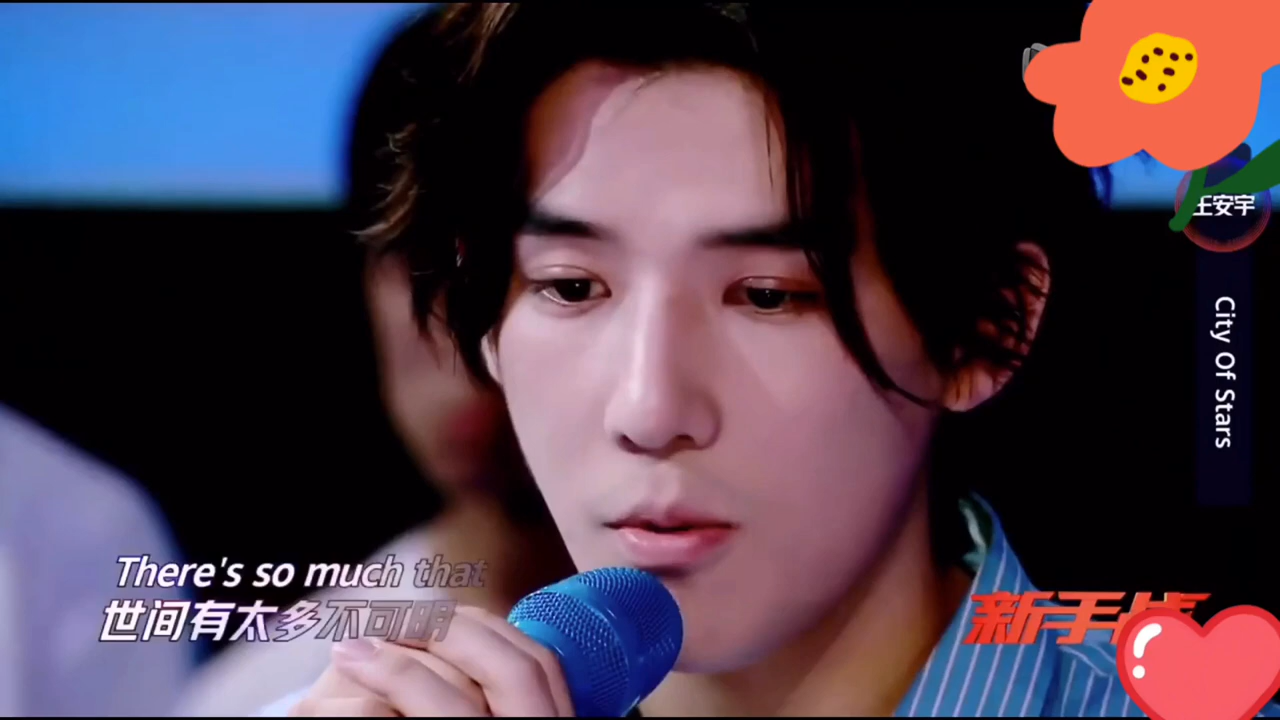 王安宇
City Of Stars
There's so much that
世间有太多不可明
新手